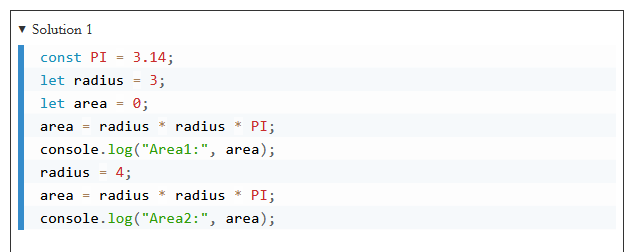 ▼ Solution 1
const PI = 3.14;
let radius = 3;
let area = 0;
area = radius * radius * PI;
console.log("Area1:", area);
radius = 4;
area = radius * radius * PI;
console.log("Area2:", area);